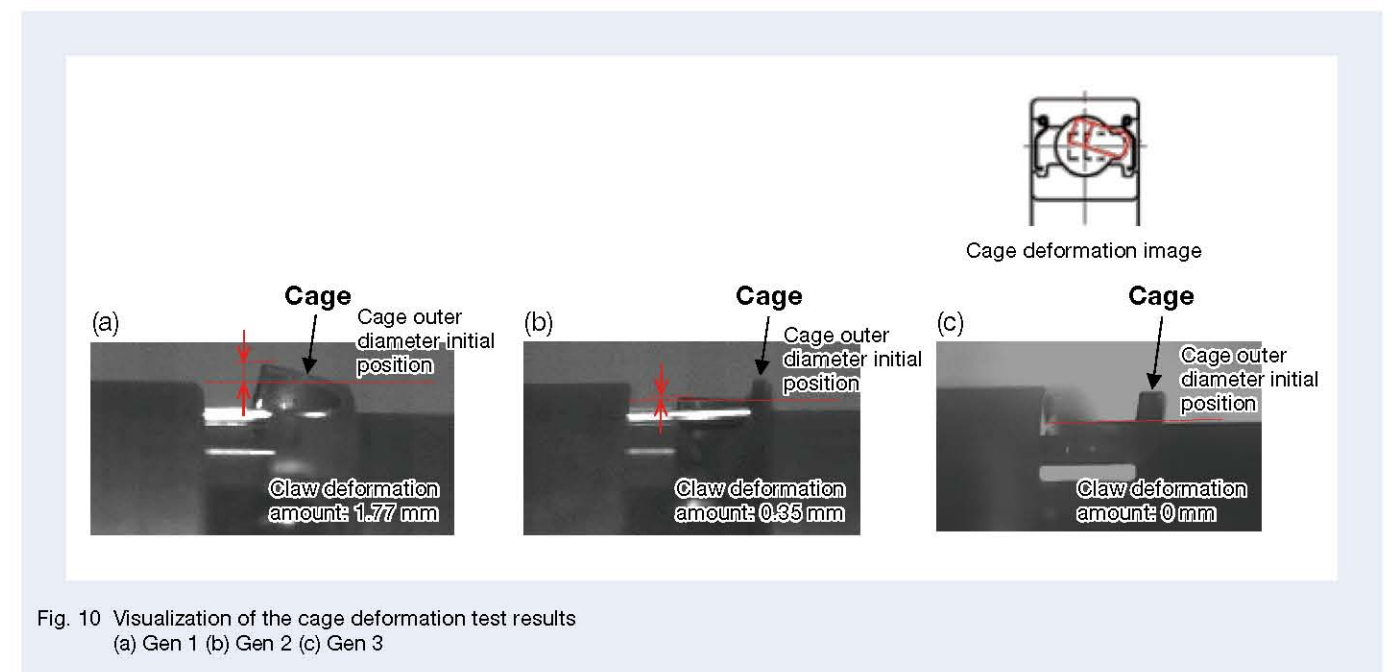 Cage deformation image
(a)
Cage
Cage outer
diameter initial
position
Claw deformation
amount: 1.77 mm
(b)
Cage
Cage outer
diameter initial
position
Claw deformation
amount: 0.35 mm
(c)
Cage
Cage outer
diameter initial
position
Claw deformation
amount: 0 mm
Fig. 10 Visualization of the cage deformation test results
(a) Gen 1 (b) Gen 2 (c) Gen 3